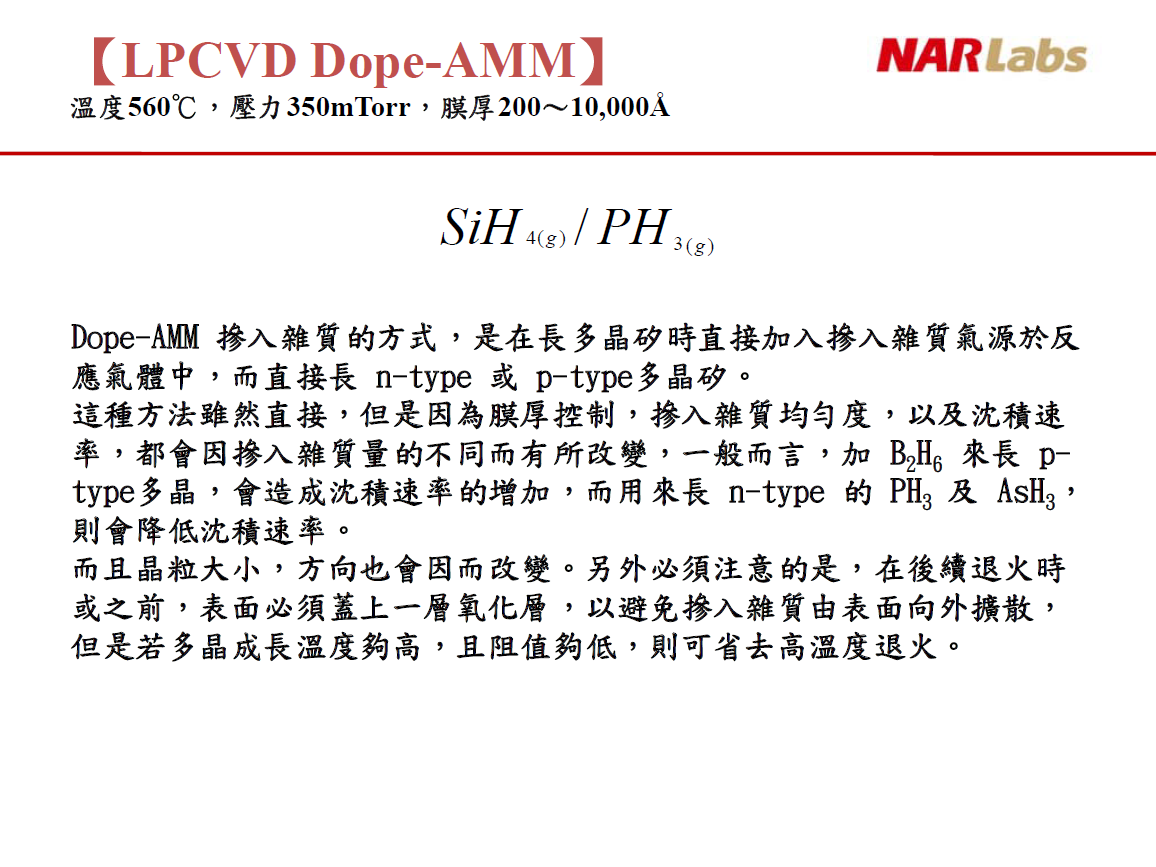 【LPCVD Dope-AMM】
NARLabs
溫度560℃，壓力350mTorr，膜厚200～10,000Å
SiH4(g) / PH3(g)
Dope-AMM 摻入雜質的方式，是在長多晶矽時直接加入摻入雜質氣源於反
應氣體中，而直接長 n-type 或 p-type多晶矽。
這種方法雖然直接，但是因為膜厚控制，摻入雜質均勻度，以及沈積速
率，都會因摻入雜質量的不同而有所改變，一般而言，加 B2H6 來長 p-
type多晶，會造成沈積速率的增加，而用來長 n-type 的 PH3 及 AsH3，
則會降低沈積速率。
而且晶粒大小，方向也會因而改變。另外必須注意的是，在後續退火時
或之前，表面必須蓋上一層氧化層，以避免摻入雜質由表面向外擴散，
但是若多晶成長溫度夠高，且阻值夠低，則可省去高溫度退火。